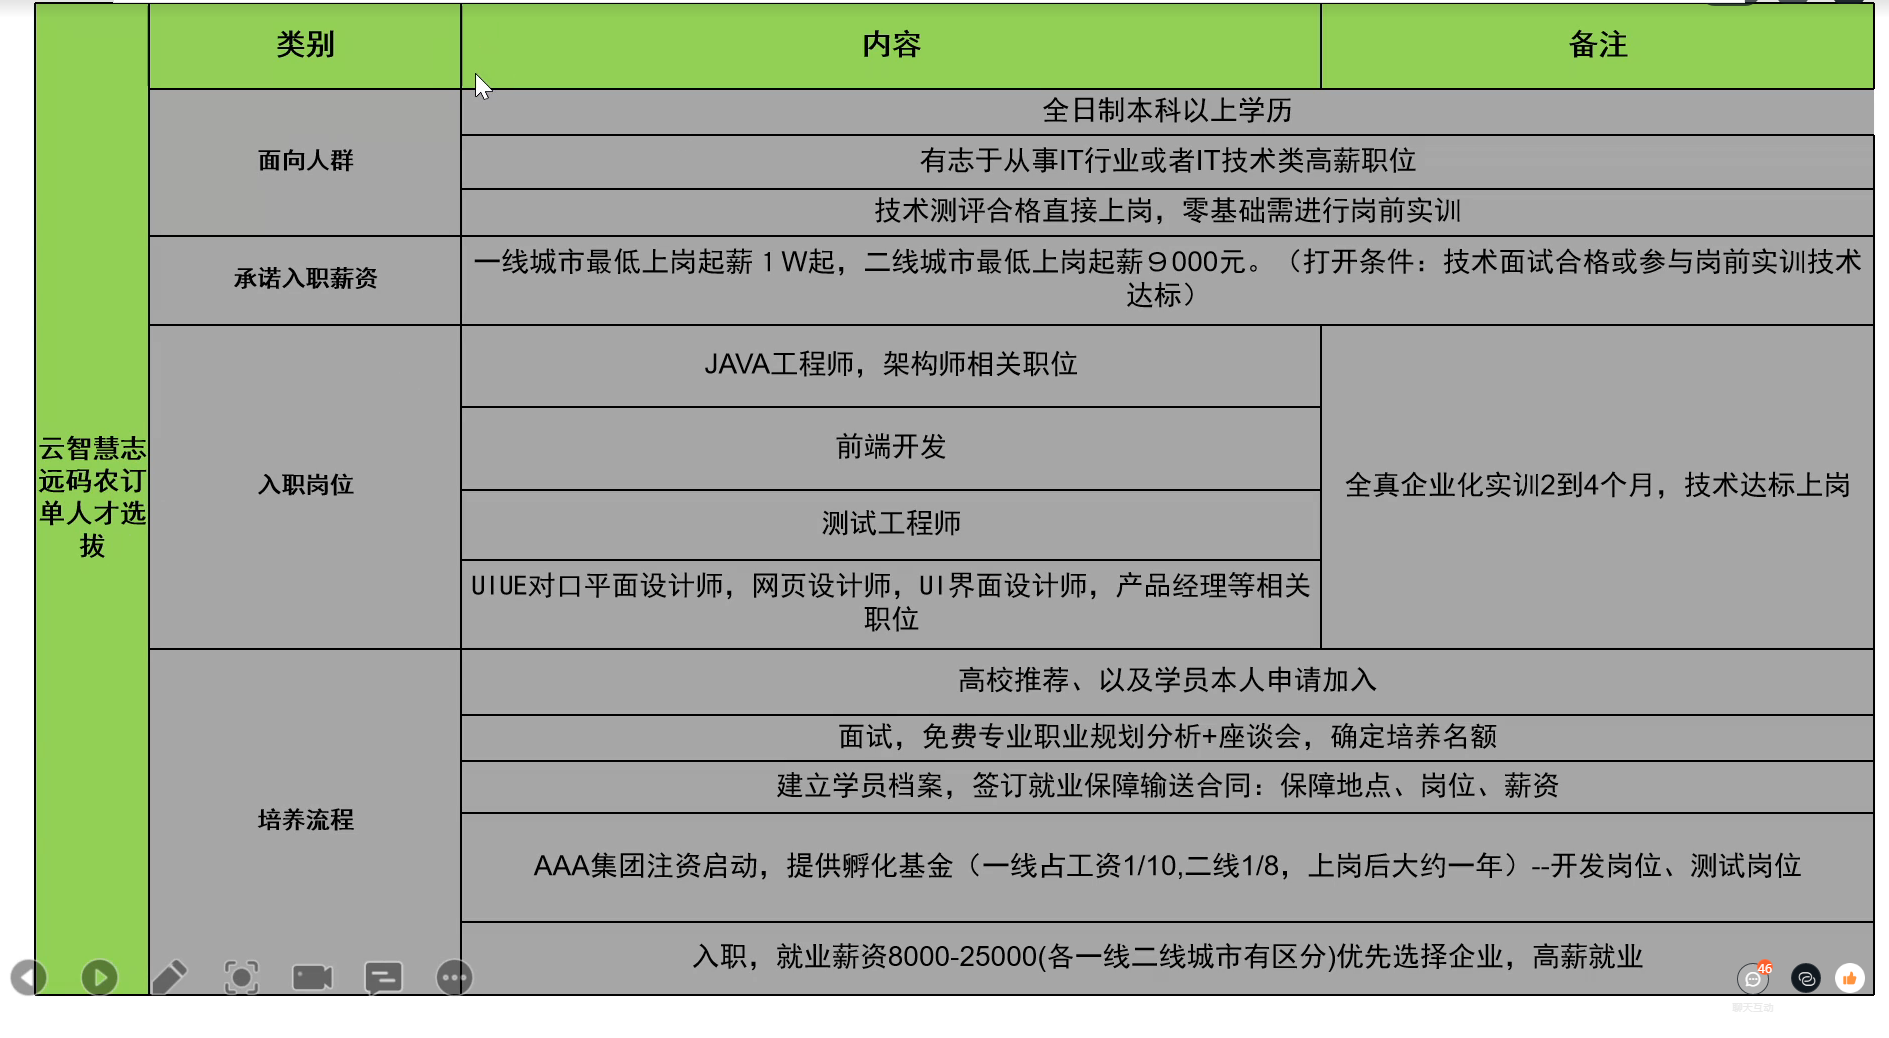 类别
内容
备注
云智慧志
远码农订
单人才选
拔
面向人群
全日制本科以上学历
有志于从事IT行业或者IT技术类高薪职位
技术测评合格直接上岗，零基础需进行岗前实训
承诺入职薪资
一线城市最低上岗起薪１W起，二线城市最低上岗起薪９000元。（打开条件：技术面试合格或参与岗前实训技术
达标）
入职岗位
JAVA工程师，架构师相关职位
前端开发
测试工程师
UIUE对口平面设计师，网页设计师，UI界面设计师，产品经理等相关
职位
全真企业化实训2到4个月，技术达标上岗
培养流程
高校推荐、以及学员本人申请加入
面试，免费专业职业规划分析+座谈会，确定培养名额
建立学员档案，签订就业保障输送合同：保障地点、岗位、薪资
AAA集团注资启动，提供孵化基金（一线占工资1/10,二线1/8，上岗后大约一年）--开发岗位、测试岗位
入职，就业薪资8000-25000(各一线二线城市有区分)优先选择企业，高薪就业
46
聊天互动